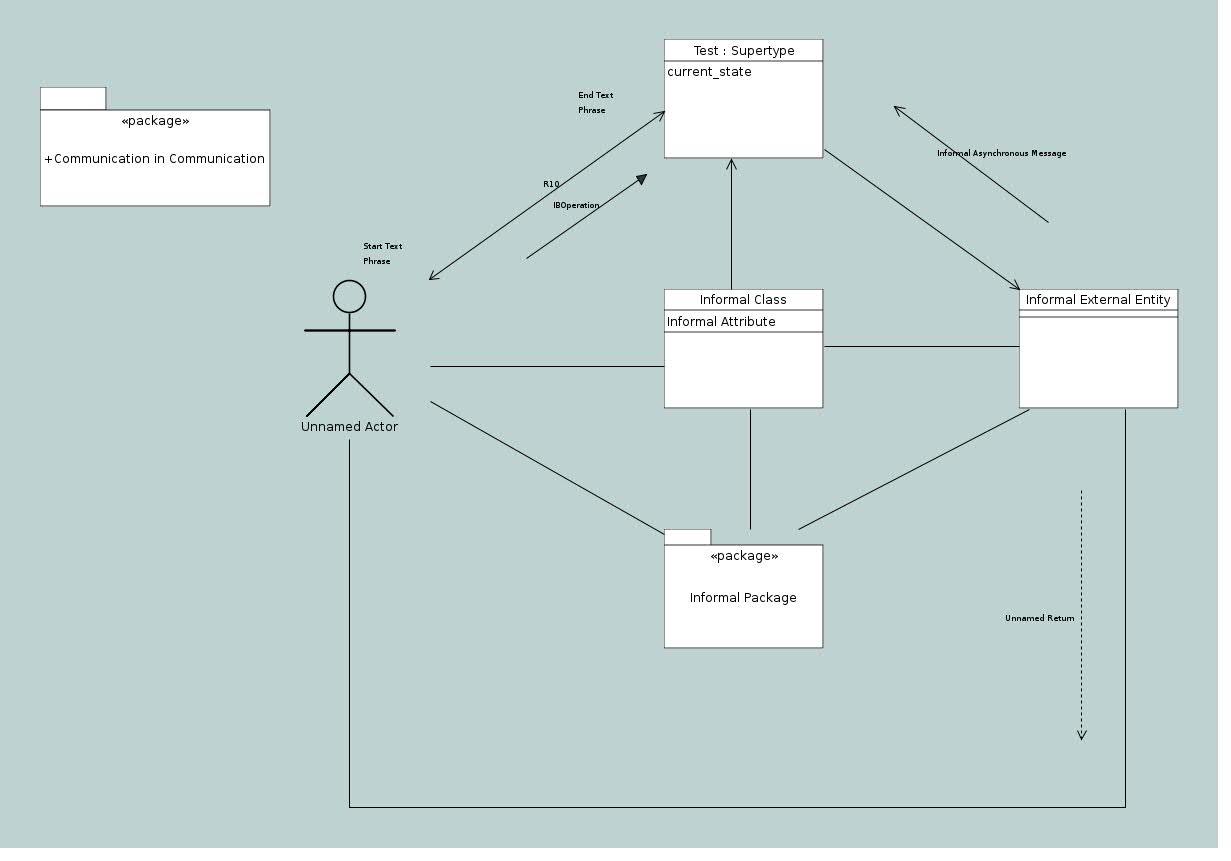 Test : Supertype
current_state
End Text
Phrase
«package»
+Communication in Communication
Informal Asynchronous Message
R10
IBOperation
Start Text
Phrase
Informal Class
Informal Attribute
Informal External Entity
Unnamed Actor
«package»
Informal Package
Unnamed Return